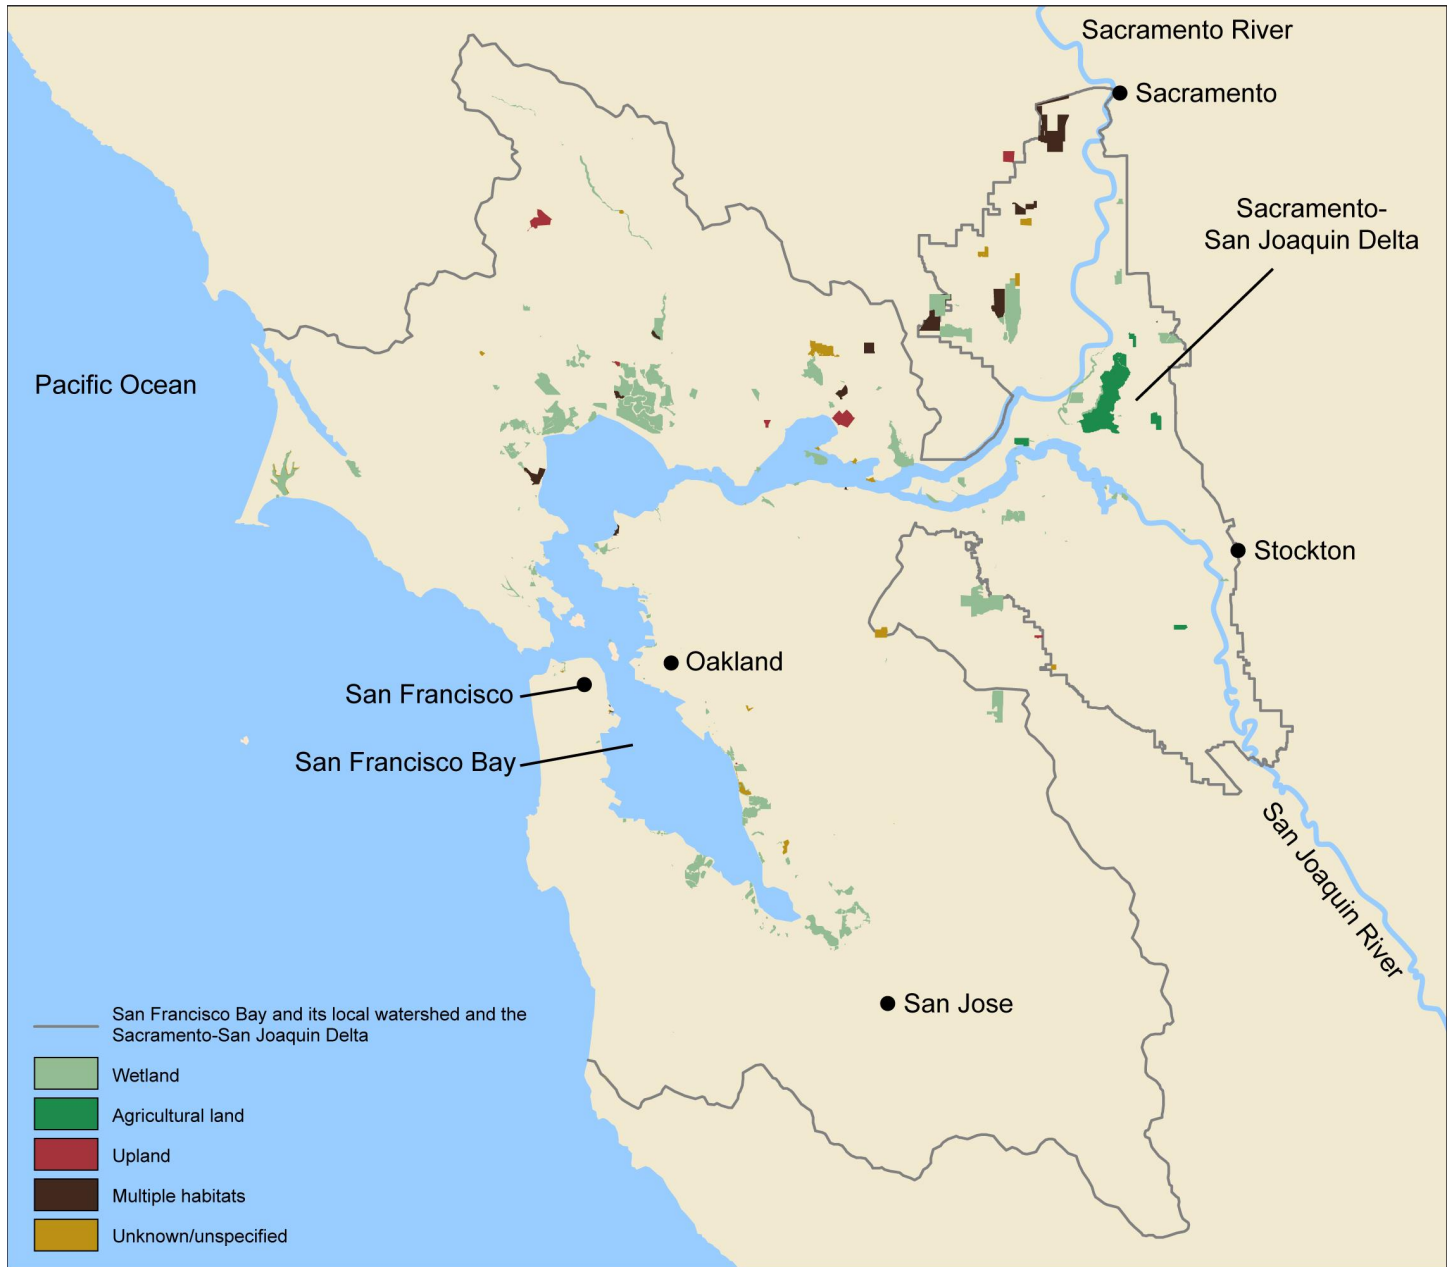 Sacramento River
Sacramento
Sacramento-
San Joaquin Delta
Pacific Ocean
Stockton
Oakland
San Francisco
San Francisco Bay
San Joaquin River
San Jose
San Francisco Bay and its local watershed and the
Sacramento-San Joaquin Delta
Wetland
Agricultural land
Upland
Multiple habitats
Unknown/unspecified